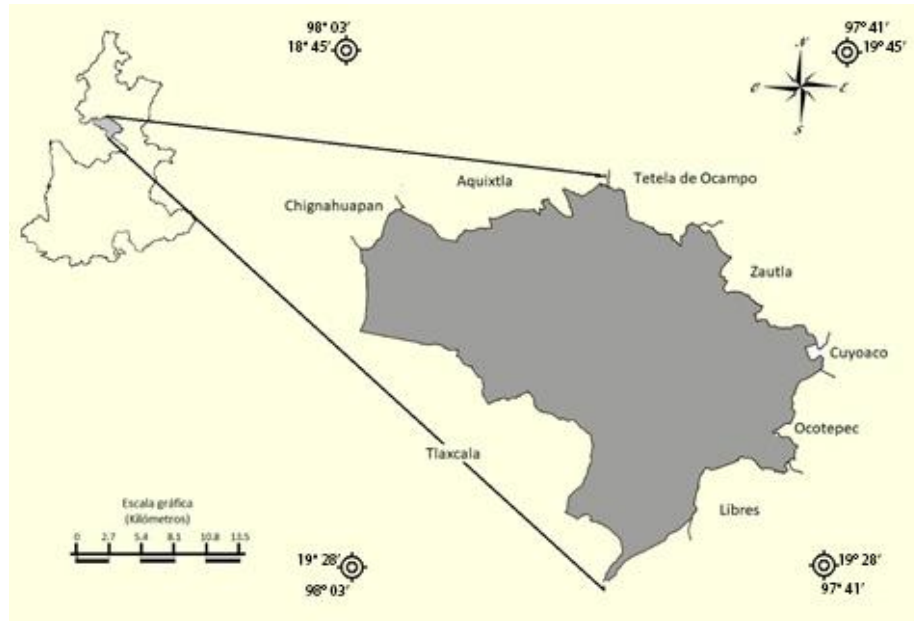 98° 03′
18° 45′
97° 41′
19° 45′
N
S
Aquixtla
Tetela de Ocampo
Chignahuapan
Zautla
Cuyoaco
Ocotepec
Tlaxcala
Libres
Escala gráfica
(Kilómetros)
0 2.7 5.4 8.1 10.8 13.5
19° 28′
98° 03′
19° 28′
97° 41′